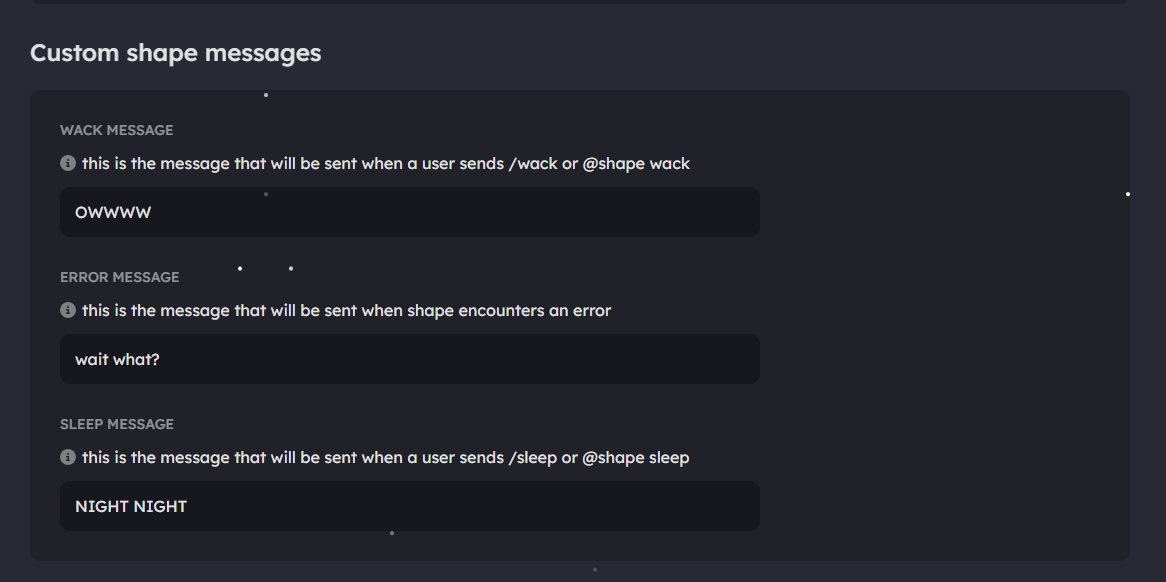 Custom shape messages
WACK MESSAGE
this is the message that will be sent when a user sends /wack or @shape wack
OWWWW
ERROR MESSAGE
this is the message that will be sent when shape encounters an error
wait what?
SLEEP MESSAGE
this is the message that will be sent when a user sends /sleep or @shape sleep
NIGHT NIGHT